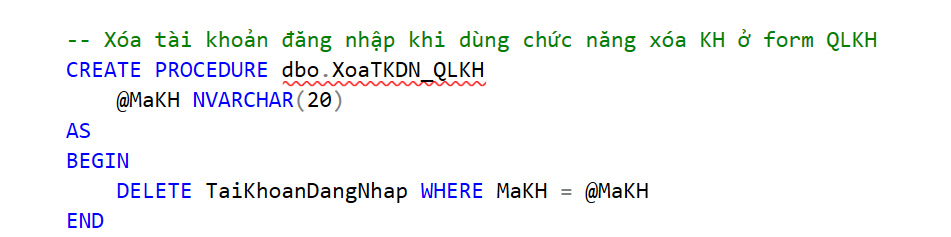 -- Xóa tài khoản đăng nhập khi dùng chức năng xóa KH ở form QLKH
CREATE PROCEDURE dbo.XoaTKDN_QLKH
    @MaKH NVARCHAR(20)
AS
BEGIN
    DELETE TaiKhoanDangNhap WHERE MaKH = @MaKH
END